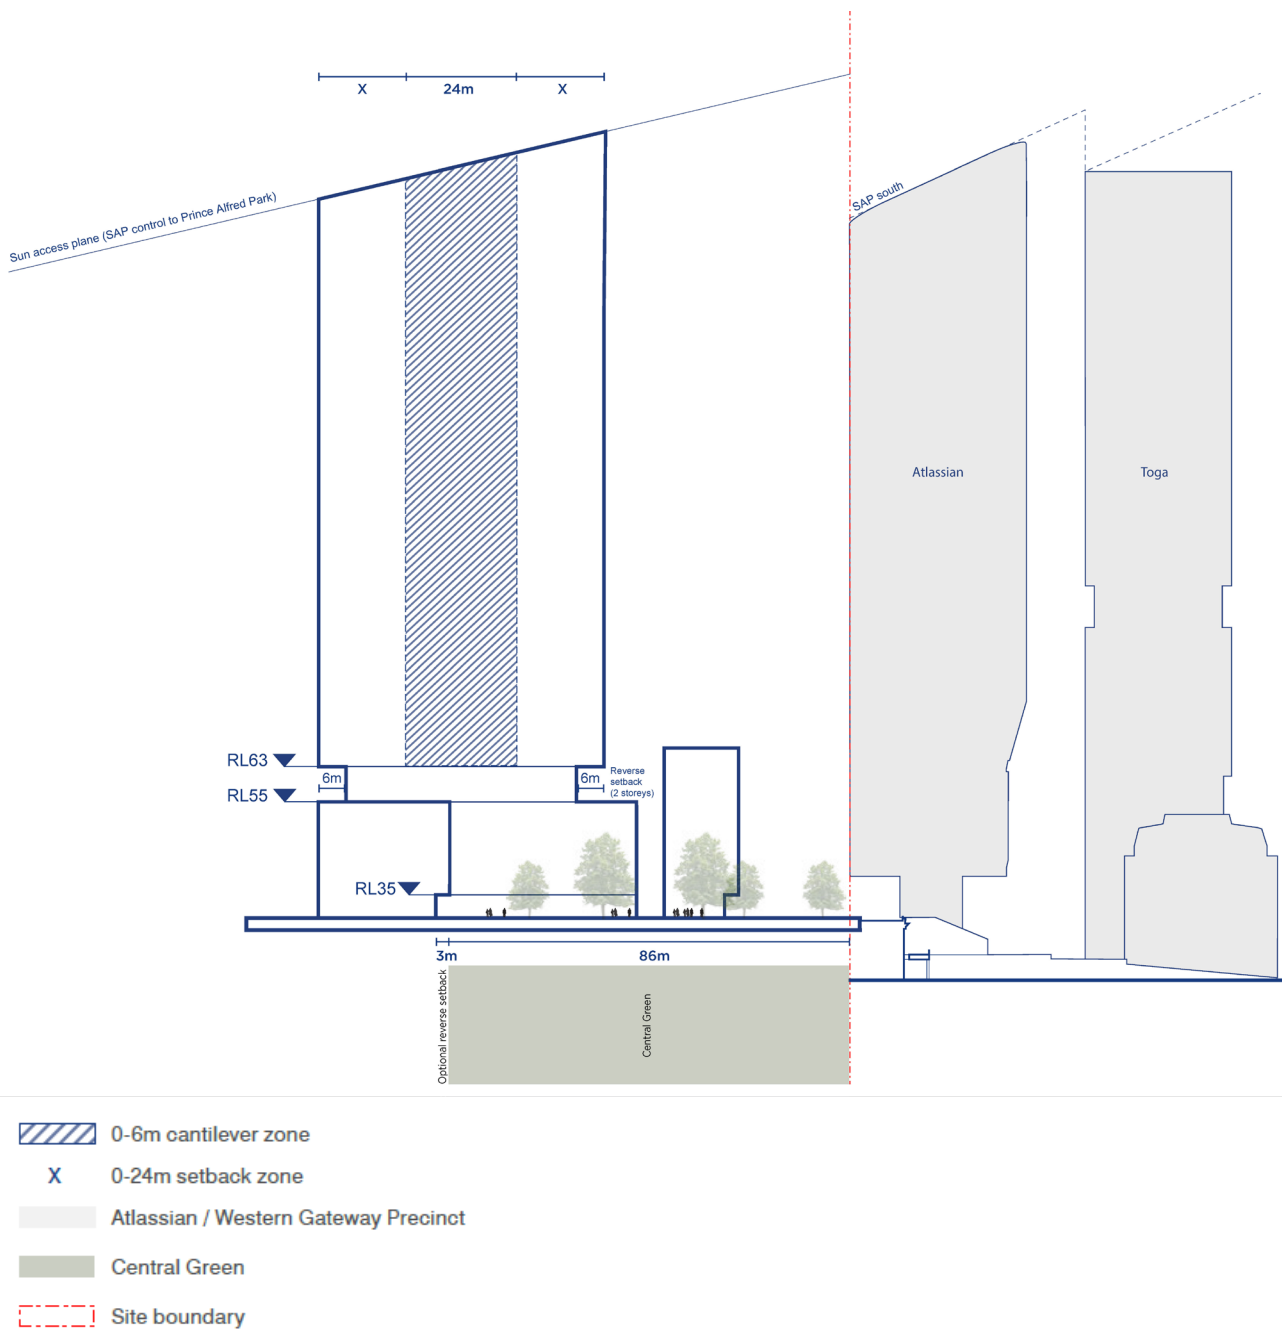 X
24m
X
Sun access plane (SAP control to Prince Alfred Park)
SAP south
Atlassian
Toga
RL63
6m
6m
Reverse
setback
(2 storeys)
RL55
RL35
3m
86m
Optional reverse setback
Central Green
0-6m cantilever zone
X
0-24m setback zone
Atlassian / Western Gateway Precinct
Central Green
Site boundary